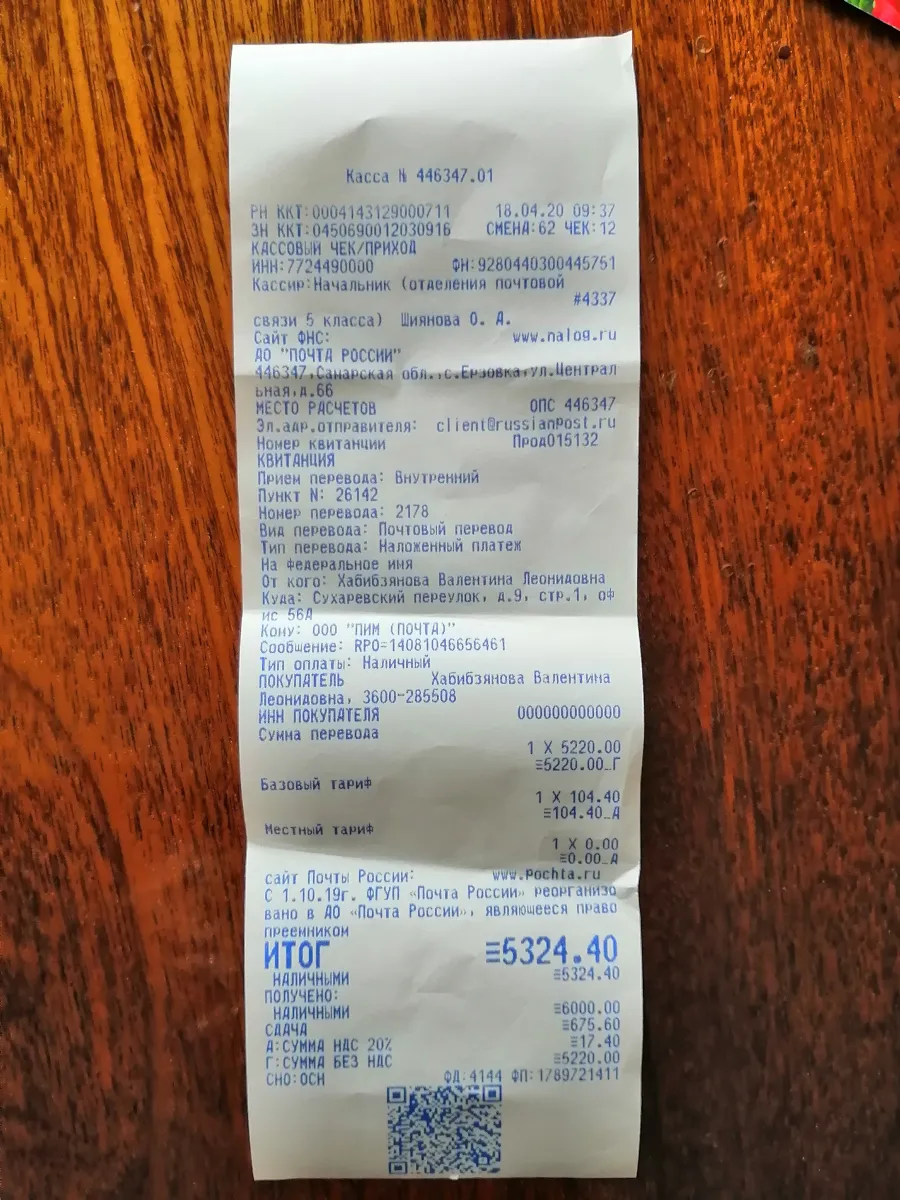 Касса № 446347.01
РН ККТ:0004143129000711 18.04.20 09:37
ЗН ККТ:0450690012030916 СМЕНА:62 ЧЕК:12
КАССОВЫЙ ЧЕК/ПРИХОД
ИНН:7724490000 ФН:9280440300445751
Кассир:Начальник (отделения почтовой
#4337
связи 5 класса) Шиянова О. А.
Сайт ФНС: www.nalog.ru
АО "ПОЧТА РОССИИ"
446347,Самарская обл.,с.Ерзовка,ул.Централ
ьная,д.66
МЕСТО РАСЧЕТОВ ОПС 446347
Эл.адр.отправителя: client@russianpost.ru
Номер квитанции Прод015132
КВИТАНЦИЯ
Прием перевода: Внутренний
Пункт N: 26142
Номер перевода: 2178
Вид перевода: Почтовый перевод
Тип перевода: Наложенный платеж
На федеральное имя
От кого: Хабибзянова Валентина Леонидовна
Куда: Сухаревский переулок, д.9, стр.1, оф
ис 56А
Кому: ООО "ПИМ (ПОЧТА)"
Сообщение: RPO=14081046656461
Тип оплаты: Наличный
ПОКУПАТЕЛЬ Хабибзянова Валентина
Леонидовна, 3600-285508
ИНН ПОКУПАТЕЛЯ 000000000000
Сумма перевода
1 X 5220.00
≡5220.00_Г
Базовый тариф
1 X 104.40
≡104.40_А
Местный тариф
1 X 0.00
≡0.00_А
сайт Почты России: www.pochta.ru
С 1.10.19г. ФГУП «Почта России» реорганизо
вано в АО «Почта России», являющееся право
преемником
ИТОГ ≡5324.40
НАЛИЧНЫМИ ≡5324.40
ПОЛУЧЕНО:
НАЛИЧНЫМИ ≡6000.00
СДАЧА ≡675.60
А:СУММА НДС 20% ≡17.40
Г:СУММА БЕЗ НДС ≡5220.00
СНО:ОСН ФД:4144 ФП:1789721411